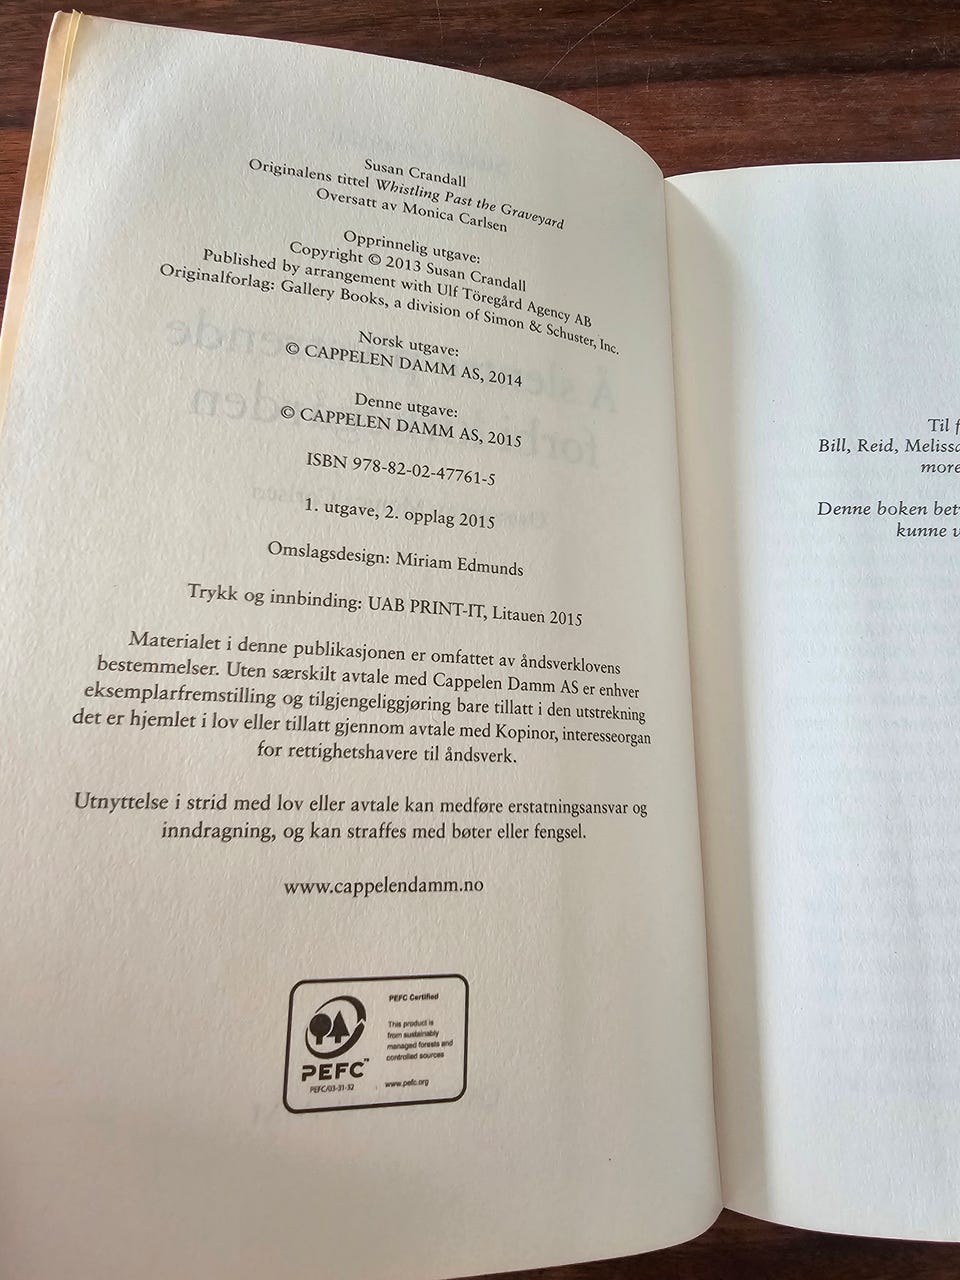 Susan Crandall
Originalens tittel Whistling Past the Graveyard
Oversatt av Monica Carlsen
Opprinnelig utgave:
Copyright © 2013 Susan Crandall
Published by arrangement with Ulf Töregård Agency AB
Originalforlag: Gallery Books, a division of Simon & Schuster, Inc.
Norsk utgave:
© CAPPELEN DAMM AS, 2014
Denne utgave:
© CAPPELEN DAMM AS, 2015
ISBN 978-82-02-47761-5
1. utgave, 2. opplag 2015
Omslagsdesign: Miriam Edmunds
Trykk og innbinding: UAB PRINT-IT, Litauen 2015
Materialet i denne publikasjonen er omfattet av åndsverklovens
bestemmelser. Uten særskilt avtale med Cappelen Damm AS er enhver
eksemplarfremstilling og tilgjengeliggjøring bare tillatt i den utstrekning
det er hjemlet i lov eller tillatt gjennom avtale med Kopinor, interesseorgan
for rettighetshavere til åndsverk.
Utnyttelse i strid med lov eller avtale kan medføre erstatningsansvar og
inndragning, og kan straffes med bøter eller fengsel.
www.cappelendamm.no
PEFC™
PEFC/03-31-32
PEFC Certified
This product is
from sustainably
managed forests and
controlled sources
www.pefc.org
Til
Bill, Reid,
more
Denne boken
kunne